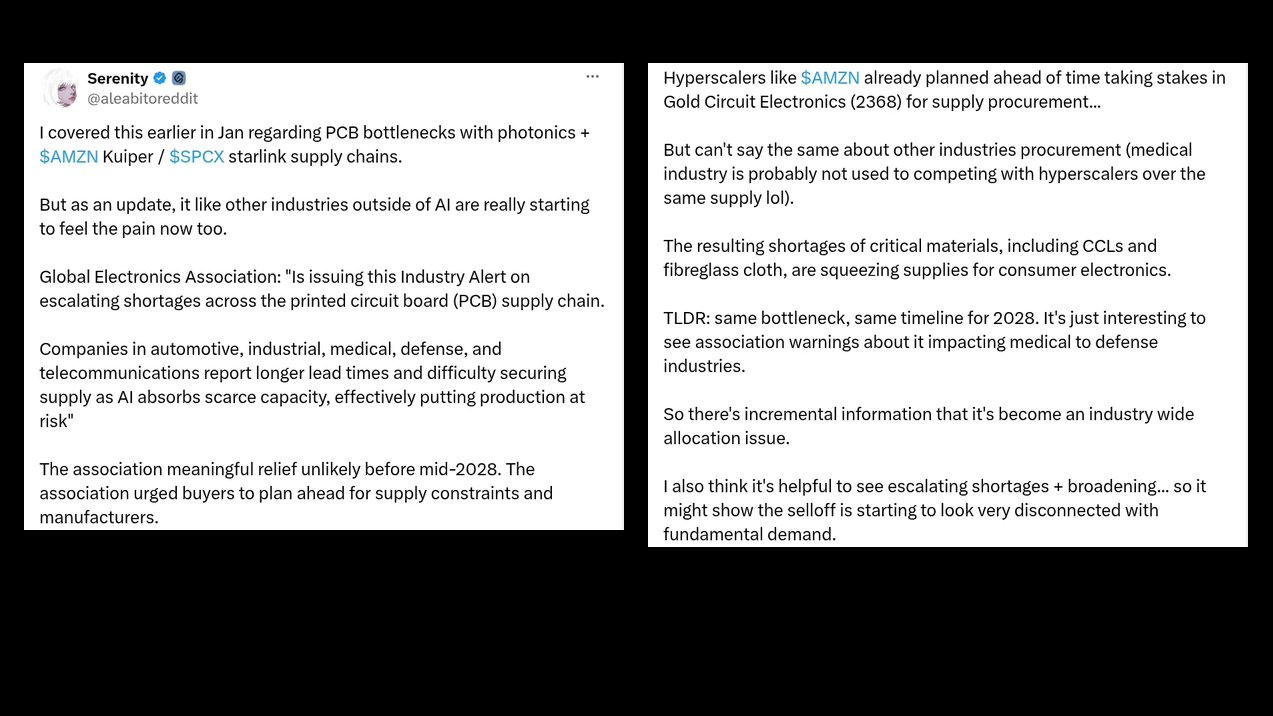 Serenity
@aleabitoreddit
I covered this earlier in Jan regarding PCB bottlenecks with photonics +
$AMZN Kuiper / $SPCX starlink supply chains.
But as an update, it like other industries outside of AI are really starting
to feel the pain now too.
Global Electronics Association: "Is issuing this Industry Alert on
escalating shortages across the printed circuit board (PCB) supply chain.
Companies in automotive, industrial, medical, defense, and
telecommunications report longer lead times and difficulty securing
supply as AI absorbs scarce capacity, effectively putting production at
risk"
The association meaningful relief unlikely before mid-2028. The
association urged buyers to plan ahead for supply constraints and
manufacturers.
Hyperscalers like $AMZN already planned ahead of time taking stakes in
Gold Circuit Electronics (2368) for supply procurement...
But can't say the same about other industries procurement (medical
industry is probably not used to competing with hyperscalers over the
same supply lol).
The resulting shortages of critical materials, including CCLs and
fibreglass cloth, are squeezing supplies for consumer electronics.
TLDR: same bottleneck, same timeline for 2028. It's just interesting to
see association warnings about it impacting medical to defense
industries.
So there's incremental information that it's become an industry wide
allocation issue.
I also think it's helpful to see escalating shortages + broadening... so it
might show the selloff is starting to look very disconnected with
fundamental demand.